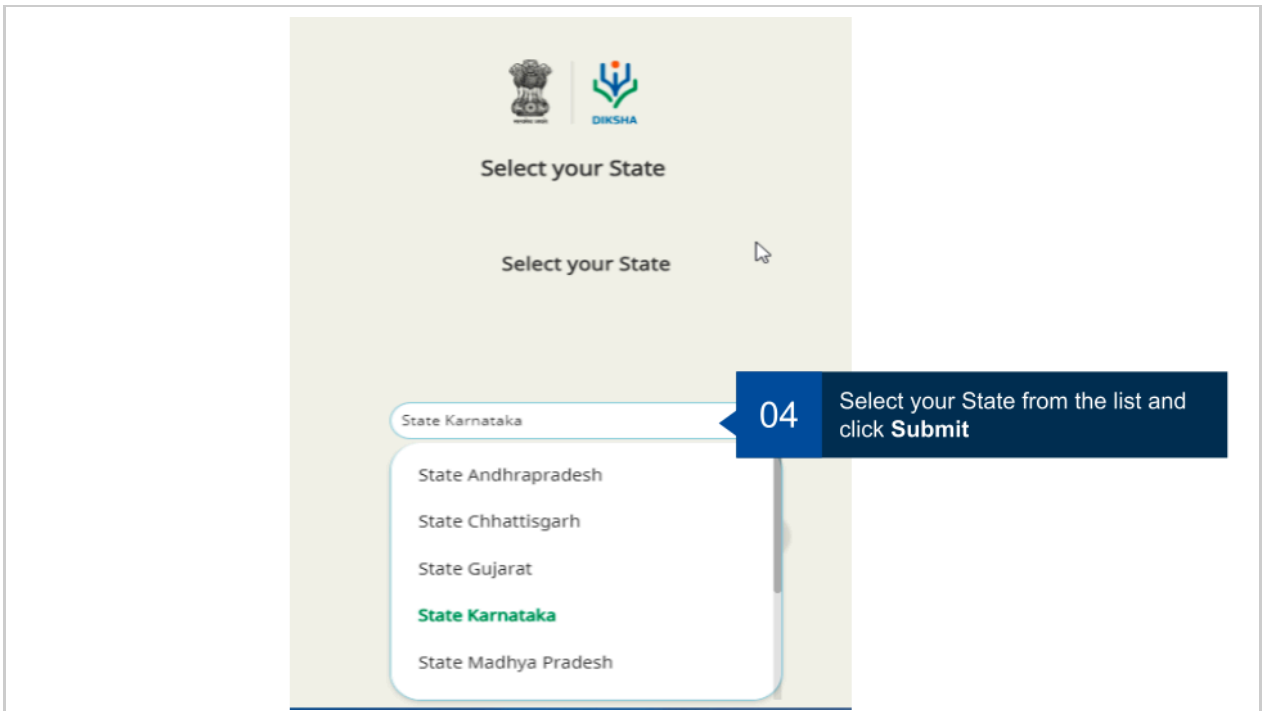 DIKSHA
Select your State
Select your State
State Karnataka
04
Select your State from the list and
click Submit
State Andhrapradesh
State Chhattisgarh
State Gujarat
State Karnataka
State Madhya Pradesh